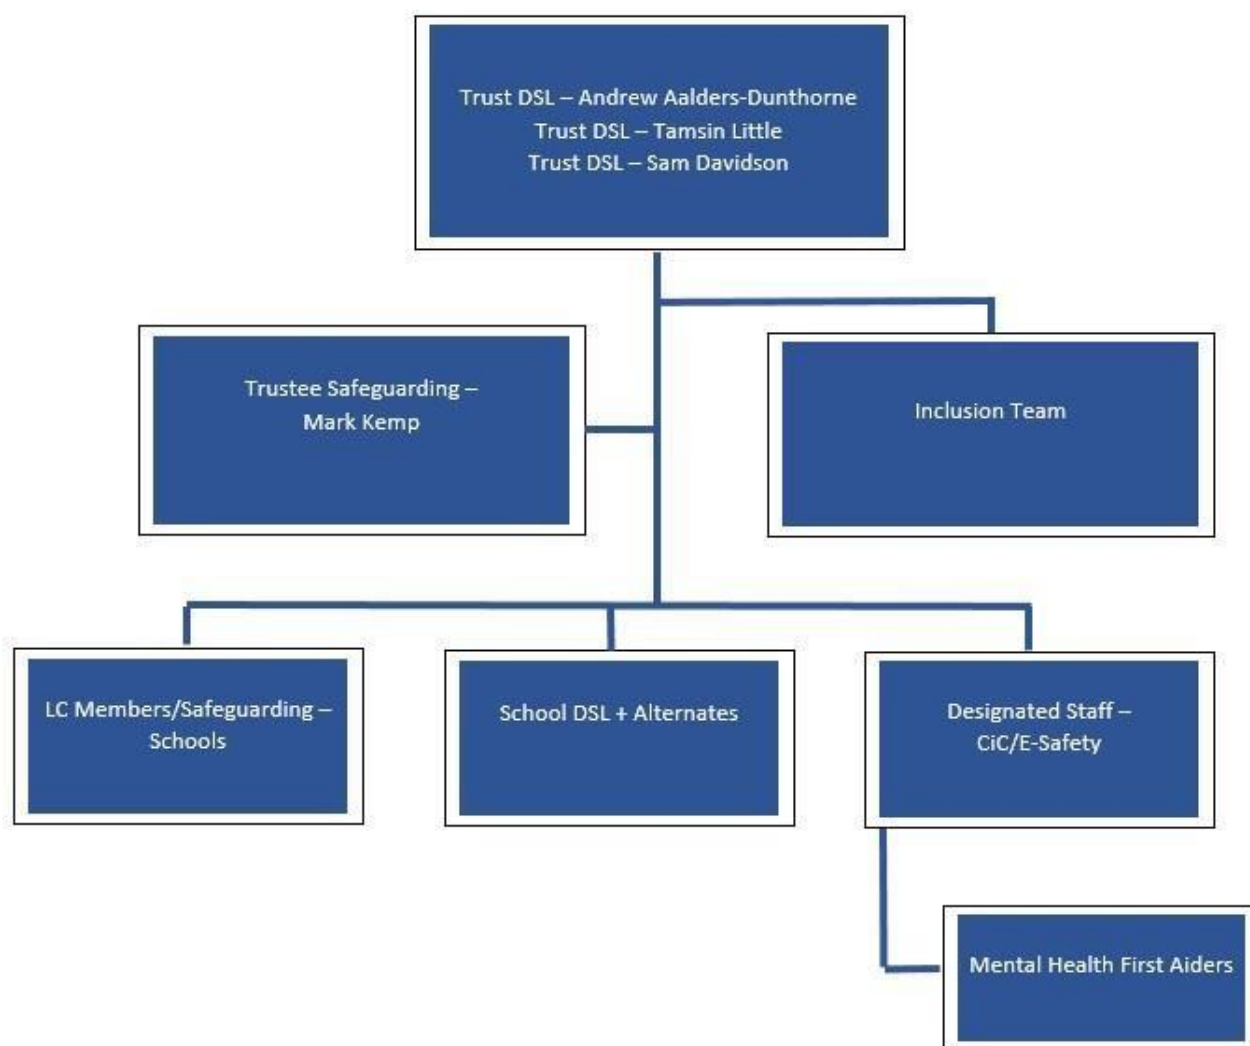 Trust DSL – Andrew Aalders-Dunthorne
Trust DSL – Tamsin Little
Trust DSL – Sam Davidson
Trustee Safeguarding –
Mark Kemp
Inclusion Team
LC Members/Safeguarding –
Schools
School DSL + Alternates
Designated Staff –
CiC/E-Safety
Mental Health First Aiders